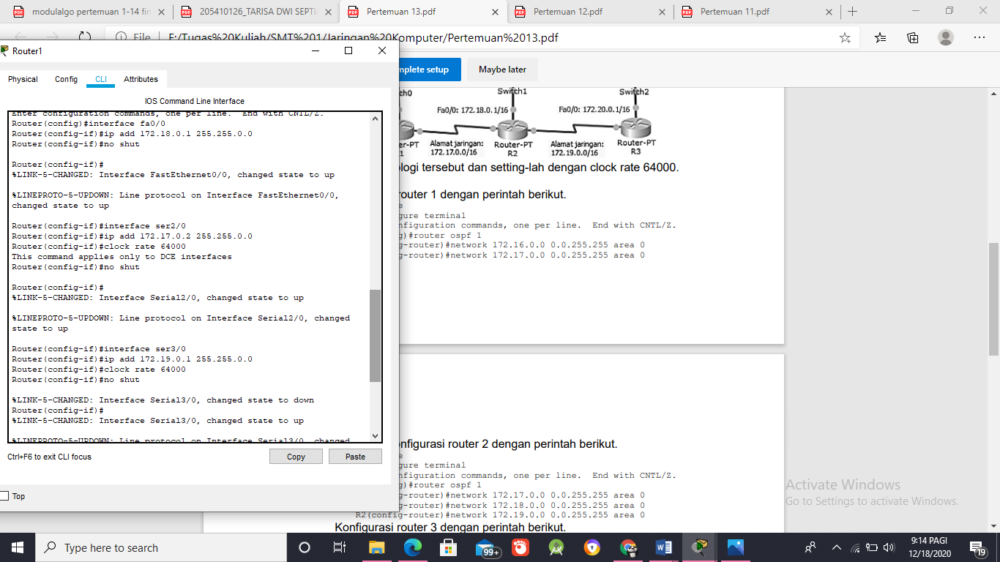 modulalgo pertemuan 1-14 fin
205410126_TARISA DWI SEPTI
Pertemuan 13.pdf
Pertemuan 12.pdf
Pertemuan 11.pdf
File
F:/Tugas%20Kuliah/SMT%201/Jaringan%20Komputer/Pertemuan%2013.pdf
mplete setup
Maybe later
Router1
Physical
Config
CLI
Attributes
IOS Command Line Interface
Enter configuration commands, one per line.  End with CNTL/Z.
Router(config)#interface fa0/0
Router(config-if)#ip add 172.18.0.1 255.255.0.0
Router(config-if)#no shut
Router(config-if)#
%LINK-5-CHANGED: Interface FastEthernet0/0, changed state to up
%LINEPROTO-5-UPDOWN: Line protocol on Interface FastEthernet0/0,
changed state to up
Router(config-if)#interface ser2/0
Router(config-if)#ip add 172.17.0.2 255.255.0.0
Router(config-if)#clock rate 64000
This command applies only to DCE interfaces
Router(config-if)#no shut
Router(config-if)#
%LINK-5-CHANGED: Interface Serial2/0, changed state to up
%LINEPROTO-5-UPDOWN: Line protocol on Interface Serial2/0, changed
state to up
Router(config-if)#interface ser3/0
Router(config-if)#ip add 172.19.0.1 255.255.0.0
Router(config-if)#clock rate 64000
Router(config-if)#no shut
%LINK-5-CHANGED: Interface Serial3/0, changed state to down
Router(config-if)#
%LINK-5-CHANGED: Interface Serial3/0, changed state to up
%LINEPROTO-5-UPDOWN: Line protocol on Interface Serial3/0, changed
Ctrl+F6 to exit CLI focus
Copy
Paste
Top
ch0
Switch1
Switch2
Fa0/0: 172.18.0.1/16
Fa0/0: 172.20.0.1/16
er-PT
1
Alamat jaringan:
172.17.0.0/16
Router-PT
R2
Alamat jaringan:
172.19.0.0/16
Router-PT
R3
logi tersebut dan setting-lah dengan clock rate 64000.
router 1 dengan perintah berikut.
e
gure terminal
nfiguration commands, one per line.  End with CNTL/Z.
g)#router ospf 1
g-router)#network 172.16.0.0 0.0.255.255 area 0
g-router)#network 172.17.0.0 0.0.255.255 area 0
nfigurasi router 2 dengan perintah berikut.
e
gure terminal
nfiguration commands, one per line.  End with CNTL/Z.
g)#router ospf 1
g-router)#network 172.17.0.0 0.0.255.255 area 0
g-router)#network 172.18.0.0 0.0.255.255 area 0
R2(config-router)#network 172.19.0.0 0.0.255.255 area 0
Konfigurasi router 3 dengan perintah berikut.
Activate Windows
Go to Settings to activate Windows.
Type here to search
99+
9:14 PAGI
12/18/2020
19